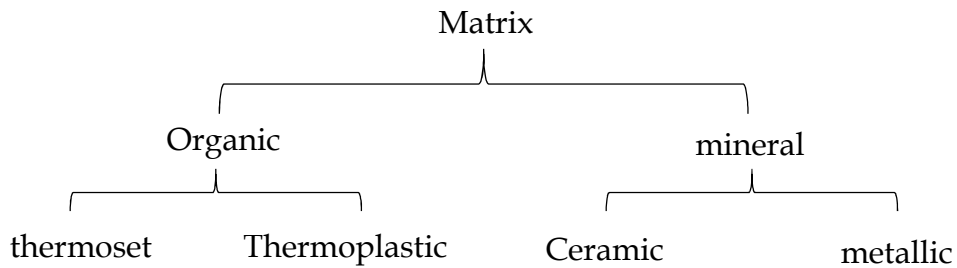 Matrix
Organic mineral
thermoset Thermoplastic Ceramic metallic